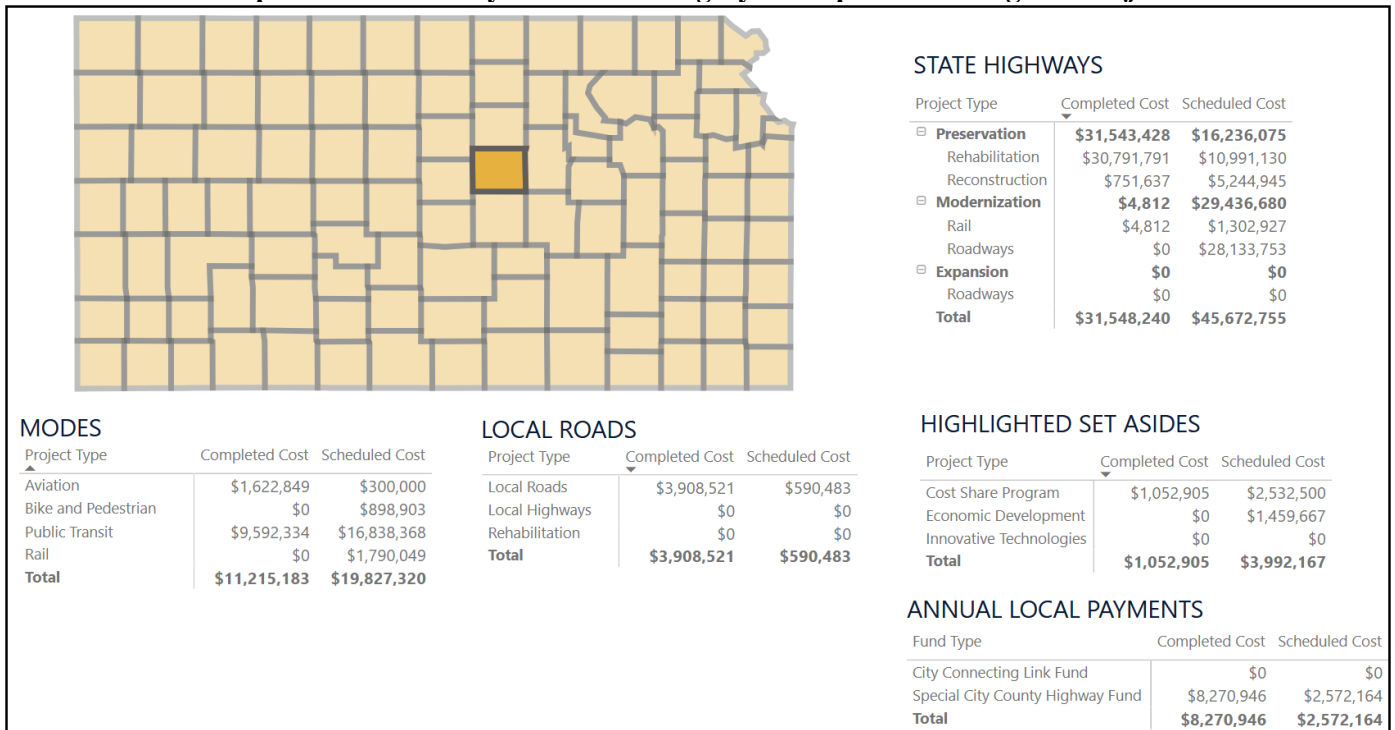 STATE HIGHWAYS
Project Type Completed Cost Scheduled Cost
Preservation $31,543,428 $16,236,075
Rehabilitation $30,791,791 $10,991,130
Reconstruction $751,637 $5,244,945
Modernization $4,812 $29,436,680
Rail $4,812 $1,302,927
Roadways $0 $28,133,753
Expansion $0 $0
Roadways $0 $0
Total $31,548,240 $45,672,755
MODES
Project Type Completed Cost Scheduled Cost
Aviation $1,622,849 $300,000
Bike and Pedestrian $0 $898,903
Public Transit $9,592,334 $16,838,368
Rail $0 $1,790,049
Total $11,215,183 $19,827,320
LOCAL ROADS
Project Type Completed Cost Scheduled Cost
Local Roads $3,908,521 $590,483
Local Highways $0 $0
Rehabilitation $0 $0
Total $3,908,521 $590,483
HIGHLIGHTED SET ASIDES
Project Type Completed Cost Scheduled Cost
Cost Share Program $1,052,905 $2,532,500
Economic Development $0 $1,459,667
Innovative Technologies $0 $0
Total $1,052,905 $3,992,167
ANNUAL LOCAL PAYMENTS
Fund Type Completed Cost Scheduled Cost
City Connecting Link Fund $0 $0
Special City County Highway Fund $8,270,946 $2,572,164
Total $8,270,946 $2,572,164